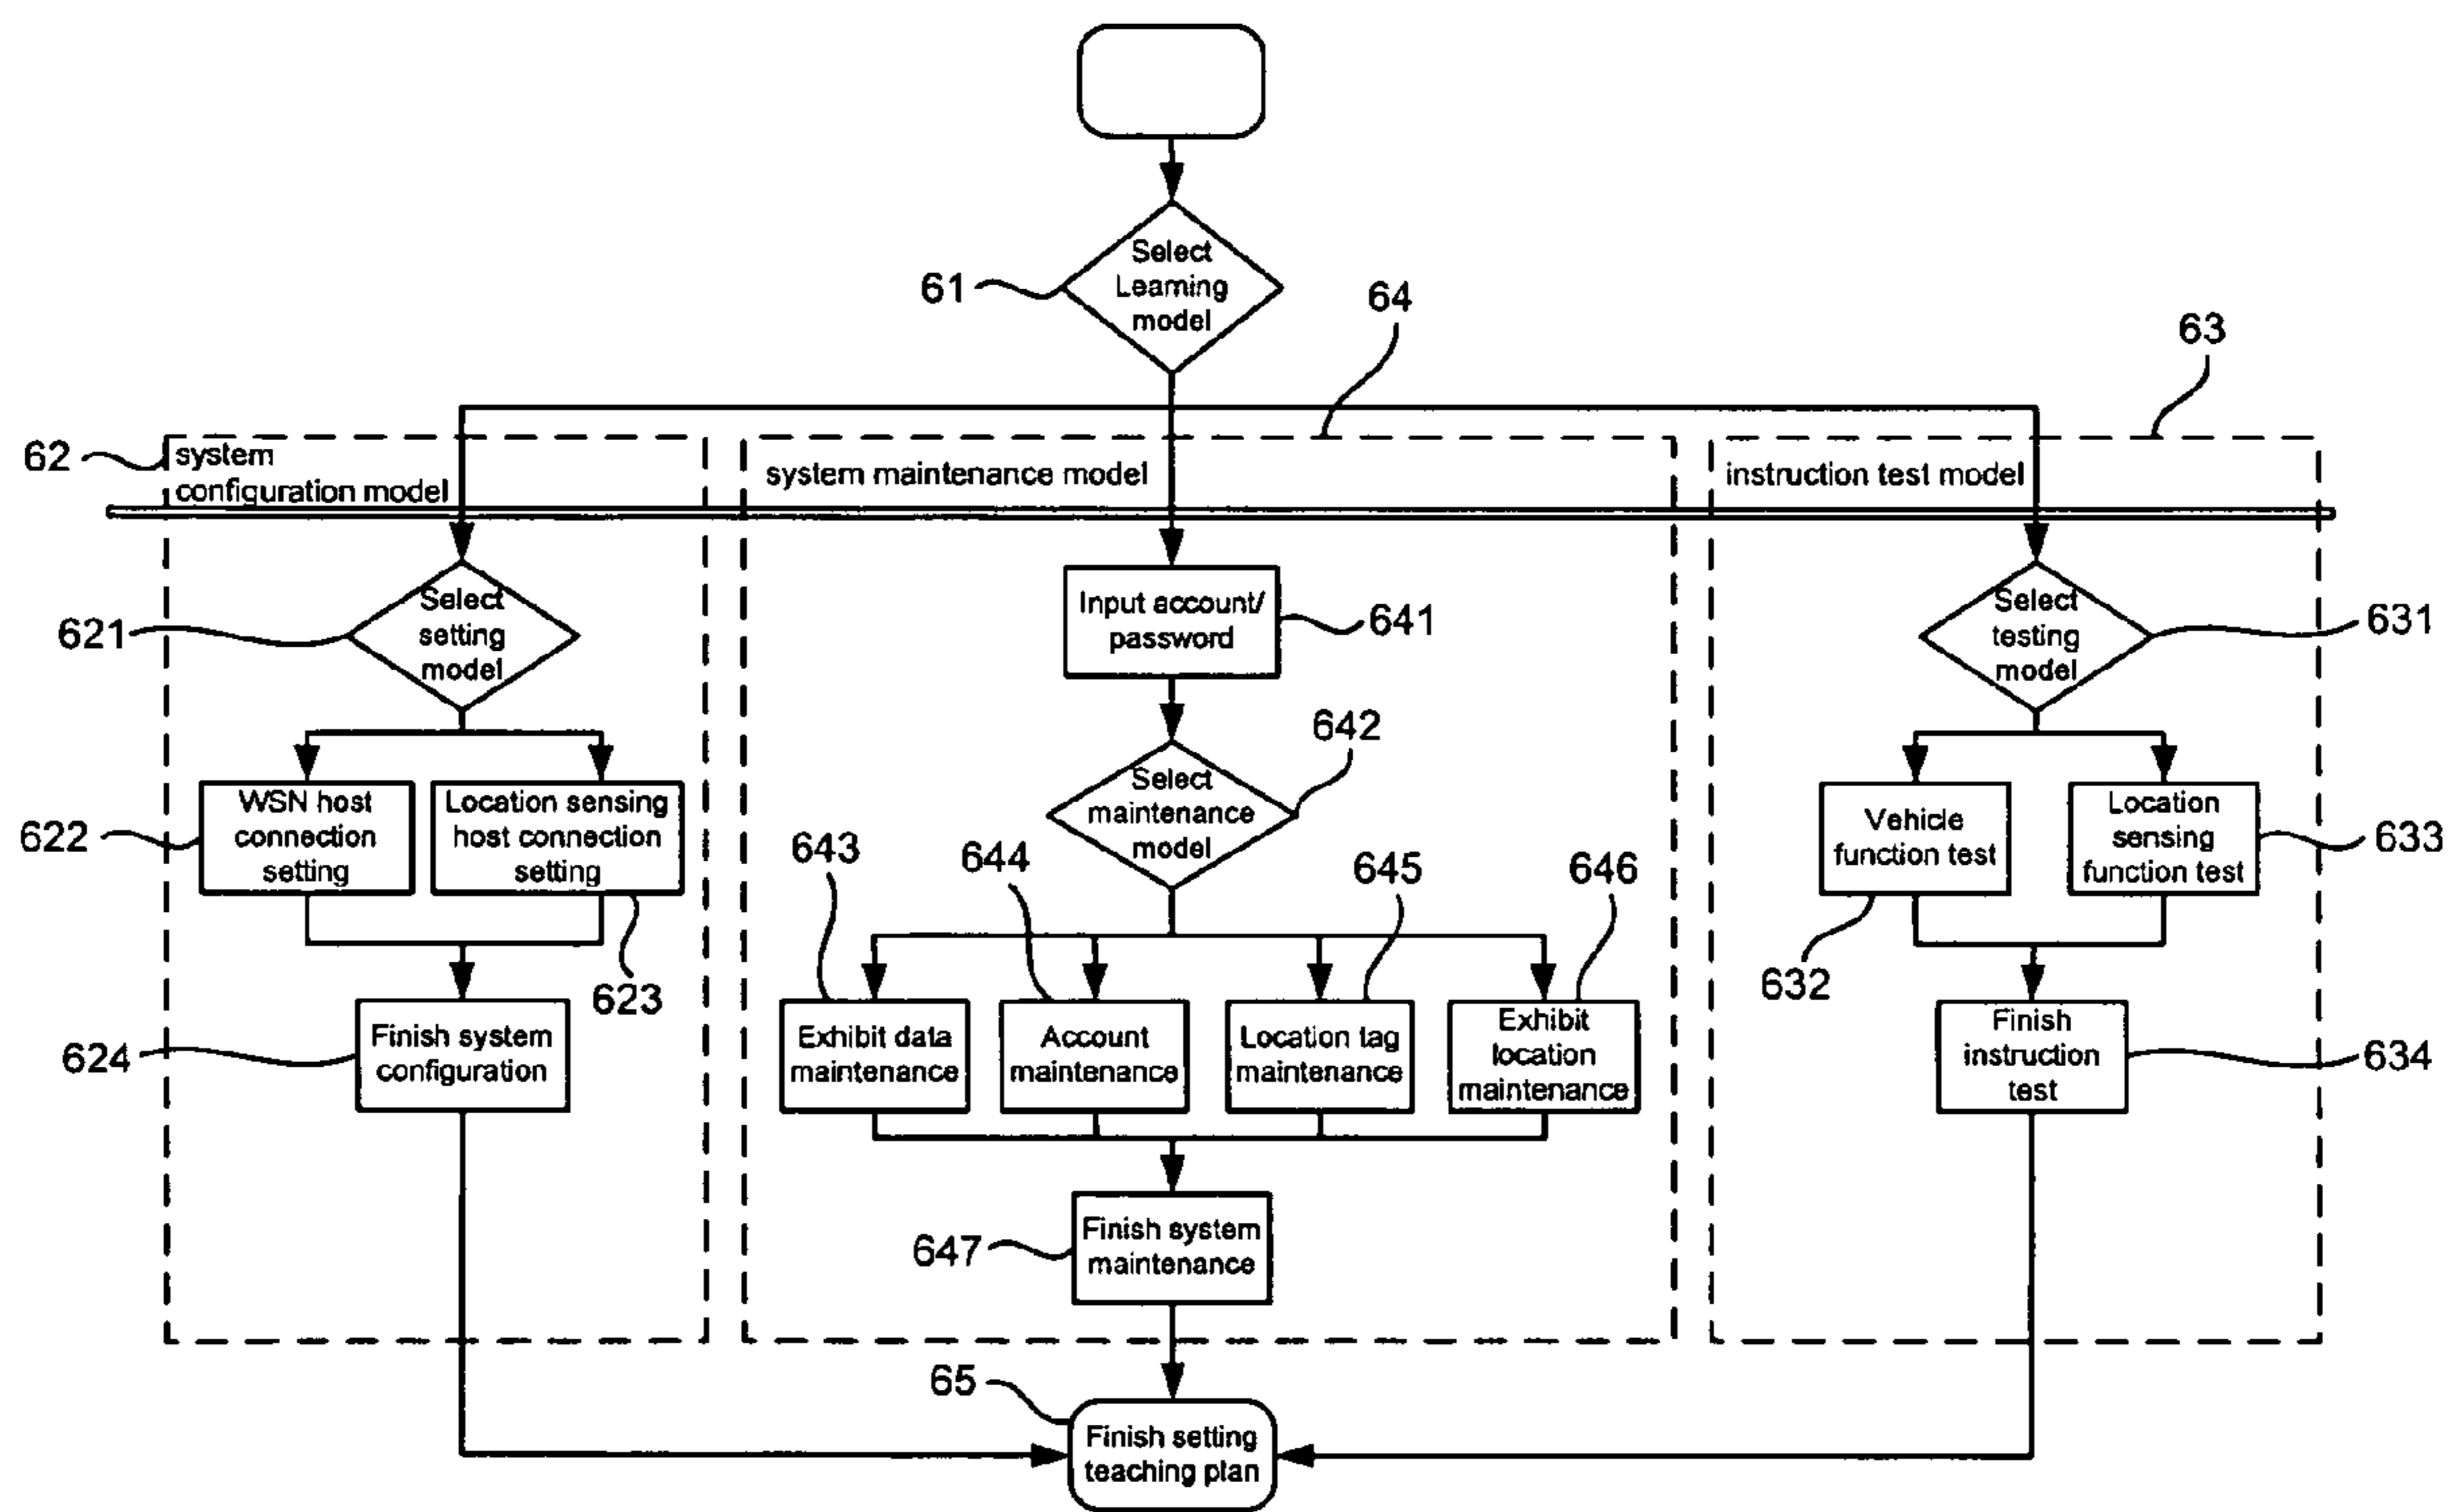 Select
Learning
model
61
64
63
62
system
configuration model
system maintenance model
instruction test model
Select
setting
model
621
Input account/
password
641
Select
testing
model
631
WSN host
connection
setting
622
Location sensing
host connection
setting
623
Select
maintenance
model
642
Vehicle
function test
632
Location
sensing
function test
633
643
644
645
646
Finish system
configuration
624
Exhibit data
maintenance
Account
maintenance
Location tag
maintenance
Exhibit
location
maintenance
Finish
instruction
test
634
Finish system
maintenance
647
65
Finish setting
teaching plan